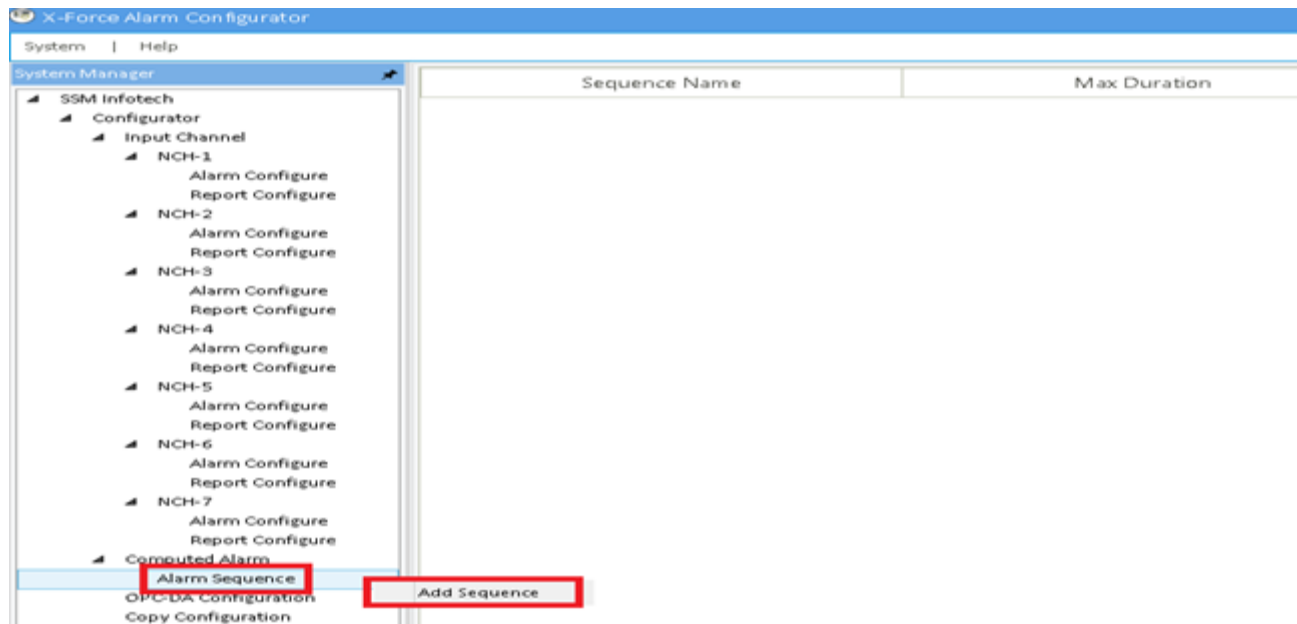 X-Force Alarm Configurator
System | Help
System Manager
Sequence Name Max Duration
SSM Infotech
Configurator
Input Channel
NCH-1
Alarm Configure
Report Configure
NCH-2
Alarm Configure
Report Configure
NCH-3
Alarm Configure
Report Configure
NCH-4
Alarm Configure
Report Configure
NCH-5
Alarm Configure
Report Configure
NCH-6
Alarm Configure
Report Configure
NCH-7
Alarm Configure
Report Configure
Computed Alarm
Alarm Sequence
Add Sequence
OPC-DA Configuration
Copy Configuration